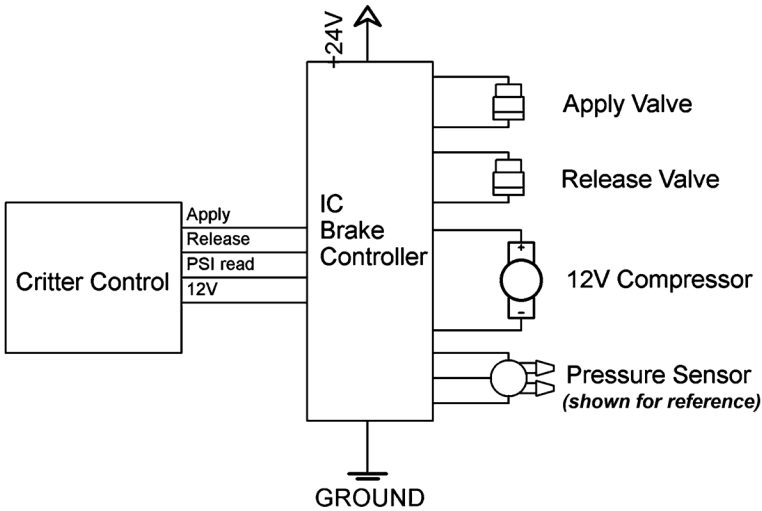 +24V
Apply Valve
Release Valve
IC
Brake
Controller
Apply
Release
PSI read
12V
Critter Control
12V Compressor
+
-
Pressure Sensor
(shown for reference)
GROUND